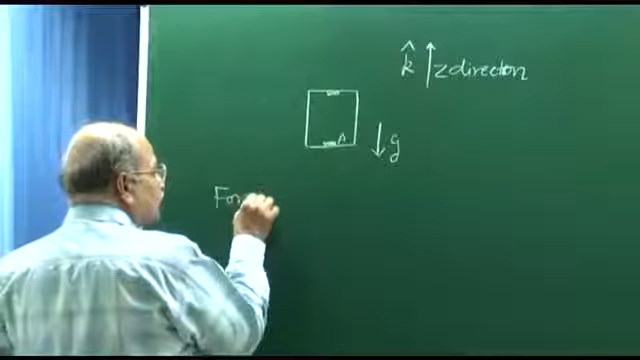 k̂ z direction
A
g
For